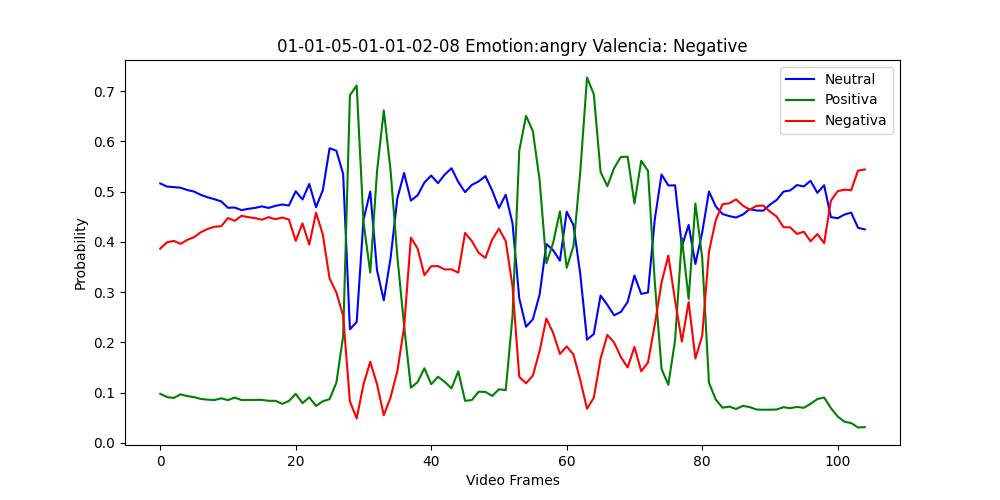 01-01-05-01-01-02-08 Emotion:angry Valencia: Negative
Neutral
Positiva
Negativa
Probability
0.7
0.6
0.5
0.4
0.3
0.2
0.1
0.0
0 20 40 60 80 100
Video Frames